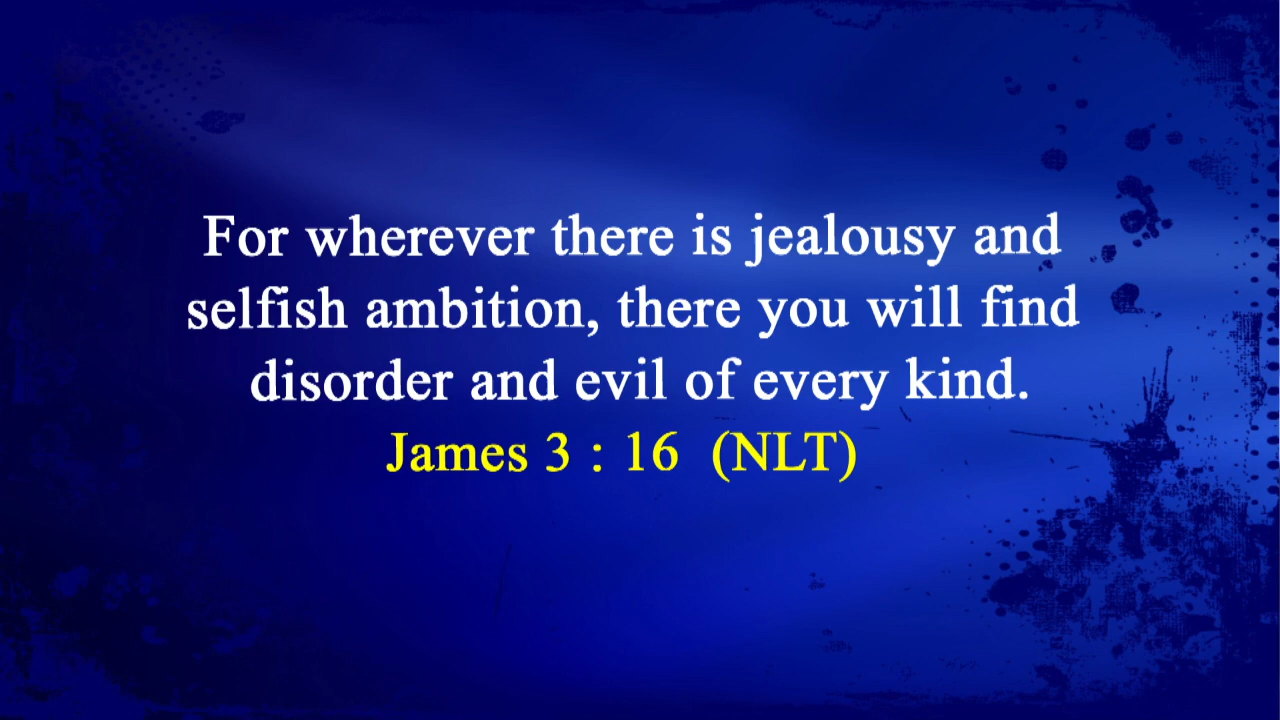 For wherever there is jealousy and
selfish ambition, there you will find
disorder and evil of every kind.
James 3 : 16 (NLT)